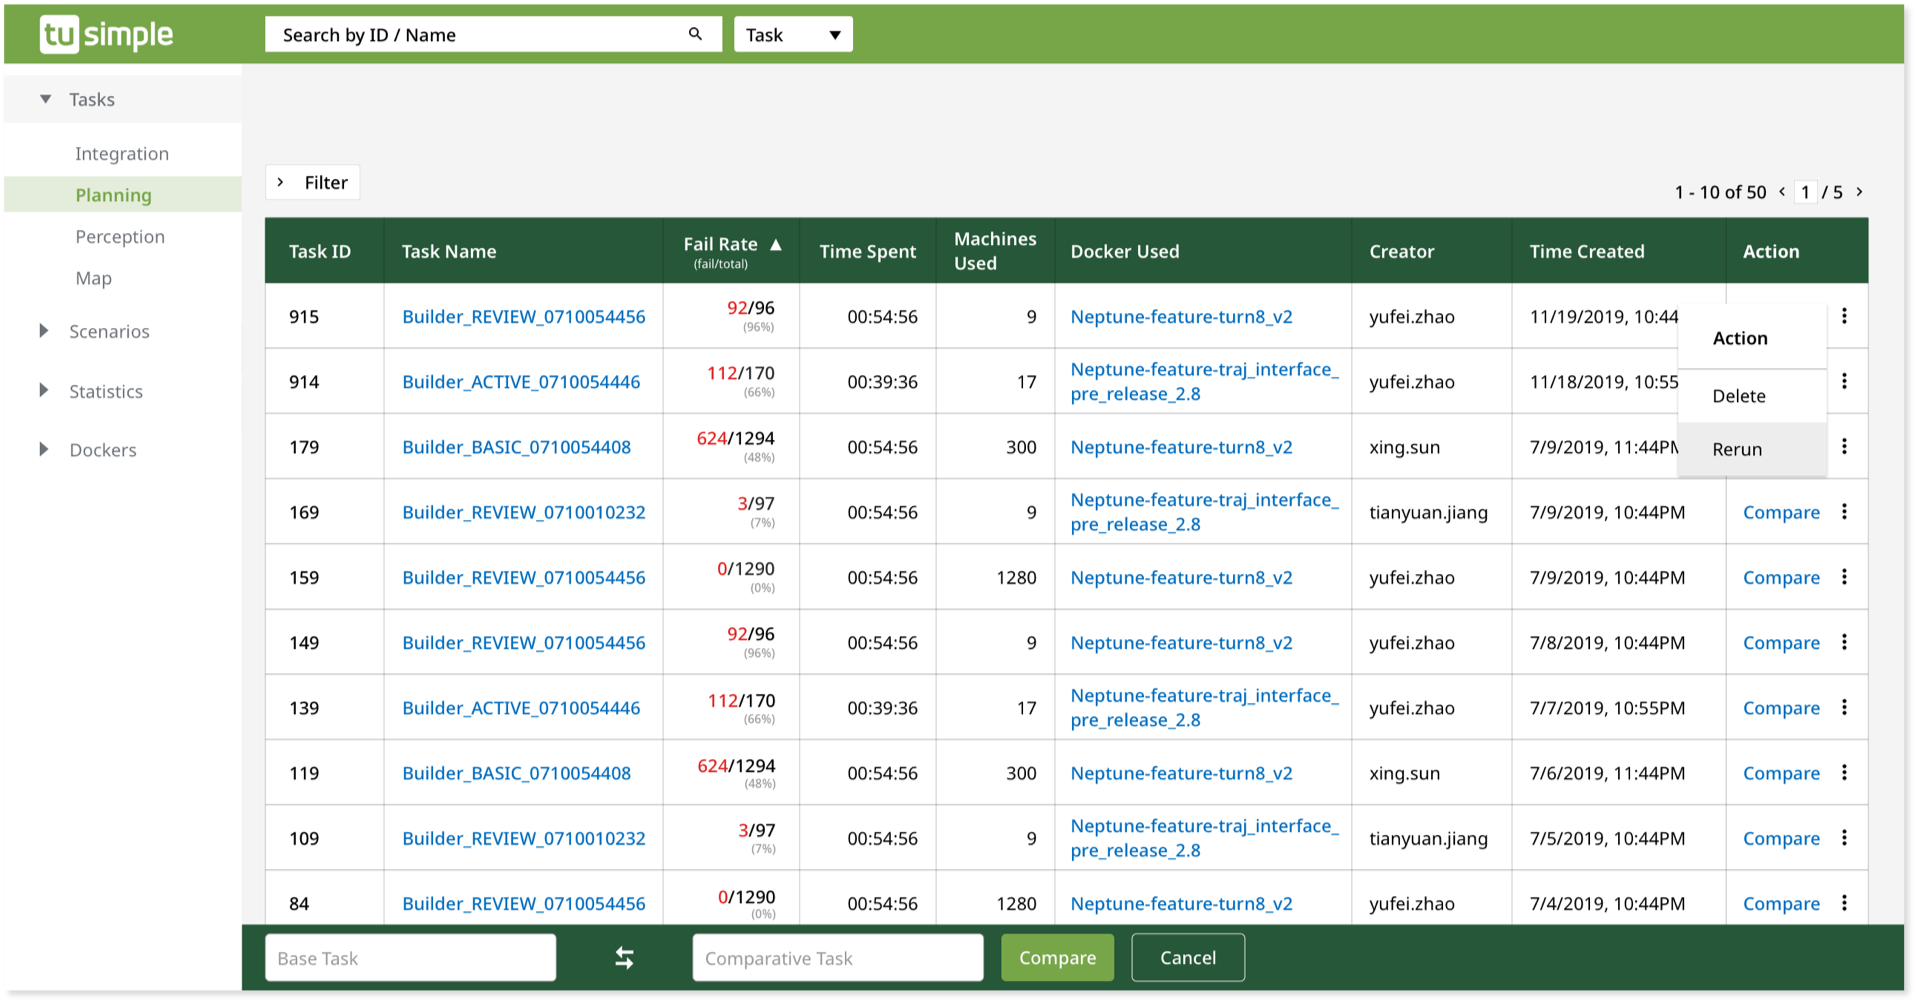 tu simple
Search by ID / Name
Task
Tasks
Integration
Planning
Perception
Map
Scenarios
Statistics
Dockers
Filter
1 - 10 of 50 < 1 / 5 >
Task ID Task Name Fail Rate ▲ (fail/total) Time Spent Machines Used Docker Used Creator Time Created Action
915 Builder_REVIEW_0710054456 92/96 (96%) 00:54:56 9 Neptune-feature-turn8_v2 yufei.zhao 11/19/2019, 10:44
914 Builder_ACTIVE_0710054446 112/170 (66%) 00:39:36 17 Neptune-feature-traj_interface_pre_release_2.8 yufei.zhao 11/18/2019, 10:55
179 Builder_BASIC_0710054408 624/1294 (48%) 00:54:56 300 Neptune-feature-turn8_v2 xing.sun 7/9/2019, 11:44PM
Action
Delete
Rerun
169 Builder_REVIEW_0710010232 3/97 (7%) 00:54:56 9 Neptune-feature-traj_interface_pre_release_2.8 tianyuan.jiang 7/9/2019, 10:44PM Compare
159 Builder_REVIEW_0710054456 0/1290 (0%) 00:54:56 1280 Neptune-feature-turn8_v2 yufei.zhao 7/9/2019, 10:44PM Compare
149 Builder_REVIEW_0710054456 92/96 (96%) 00:54:56 9 Neptune-feature-turn8_v2 yufei.zhao 7/8/2019, 10:44PM Compare
139 Builder_ACTIVE_0710054446 112/170 (66%) 00:39:36 17 Neptune-feature-traj_interface_pre_release_2.8 yufei.zhao 7/7/2019, 10:55PM Compare
119 Builder_BASIC_0710054408 624/1294 (48%) 00:54:56 300 Neptune-feature-turn8_v2 xing.sun 7/6/2019, 11:44PM Compare
109 Builder_REVIEW_0710010232 3/97 (7%) 00:54:56 9 Neptune-feature-traj_interface_pre_release_2.8 tianyuan.jiang 7/5/2019, 10:44PM Compare
84 Builder_REVIEW_0710054456 0/1290 (0%) 00:54:56 1280 Neptune-feature-turn8_v2 yufei.zhao 7/4/2019, 10:44PM Compare
Base Task
Comparative Task
Compare
Cancel